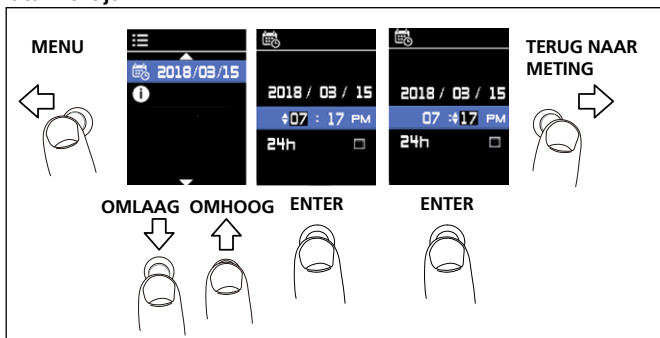 MENU
2018/03/15
2018 / 03 / 15
07 : 17 PM
24h
2018 / 03 / 15
07 : 17 PM
24h
TERUG NAAR
METING
OMLAAG OMHOOG ENTER ENTER